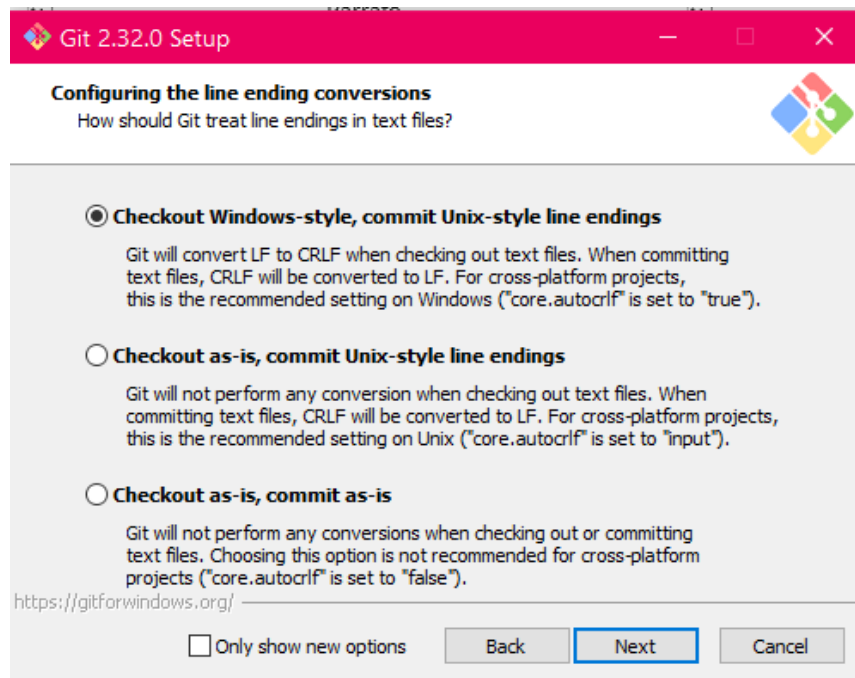 Git 2.32.0 Setup
Configuring the line ending conversions
How should Git treat line endings in text files?
Checkout Windows-style, commit Unix-style line endings
Git will convert LF to CRLF when checking out text files. When committing
text files, CRLF will be converted to LF. For cross-platform projects,
this is the recommended setting on Windows ("core.autocrlf" is set to "true").
Checkout as-is, commit Unix-style line endings
Git will not perform any conversion when checking out text files. When
committing text files, CRLF will be converted to LF. For cross-platform projects,
this is the recommended setting on Unix ("core.autocrlf" is set to "input").
Checkout as-is, commit as-is
Git will not perform any conversions when checking out or committing
text files. Choosing this option is not recommended for cross-platform
projects ("core.autocrlf" is set to "false").
https://gitforwindows.org/
Only show new options Back Next Cancel